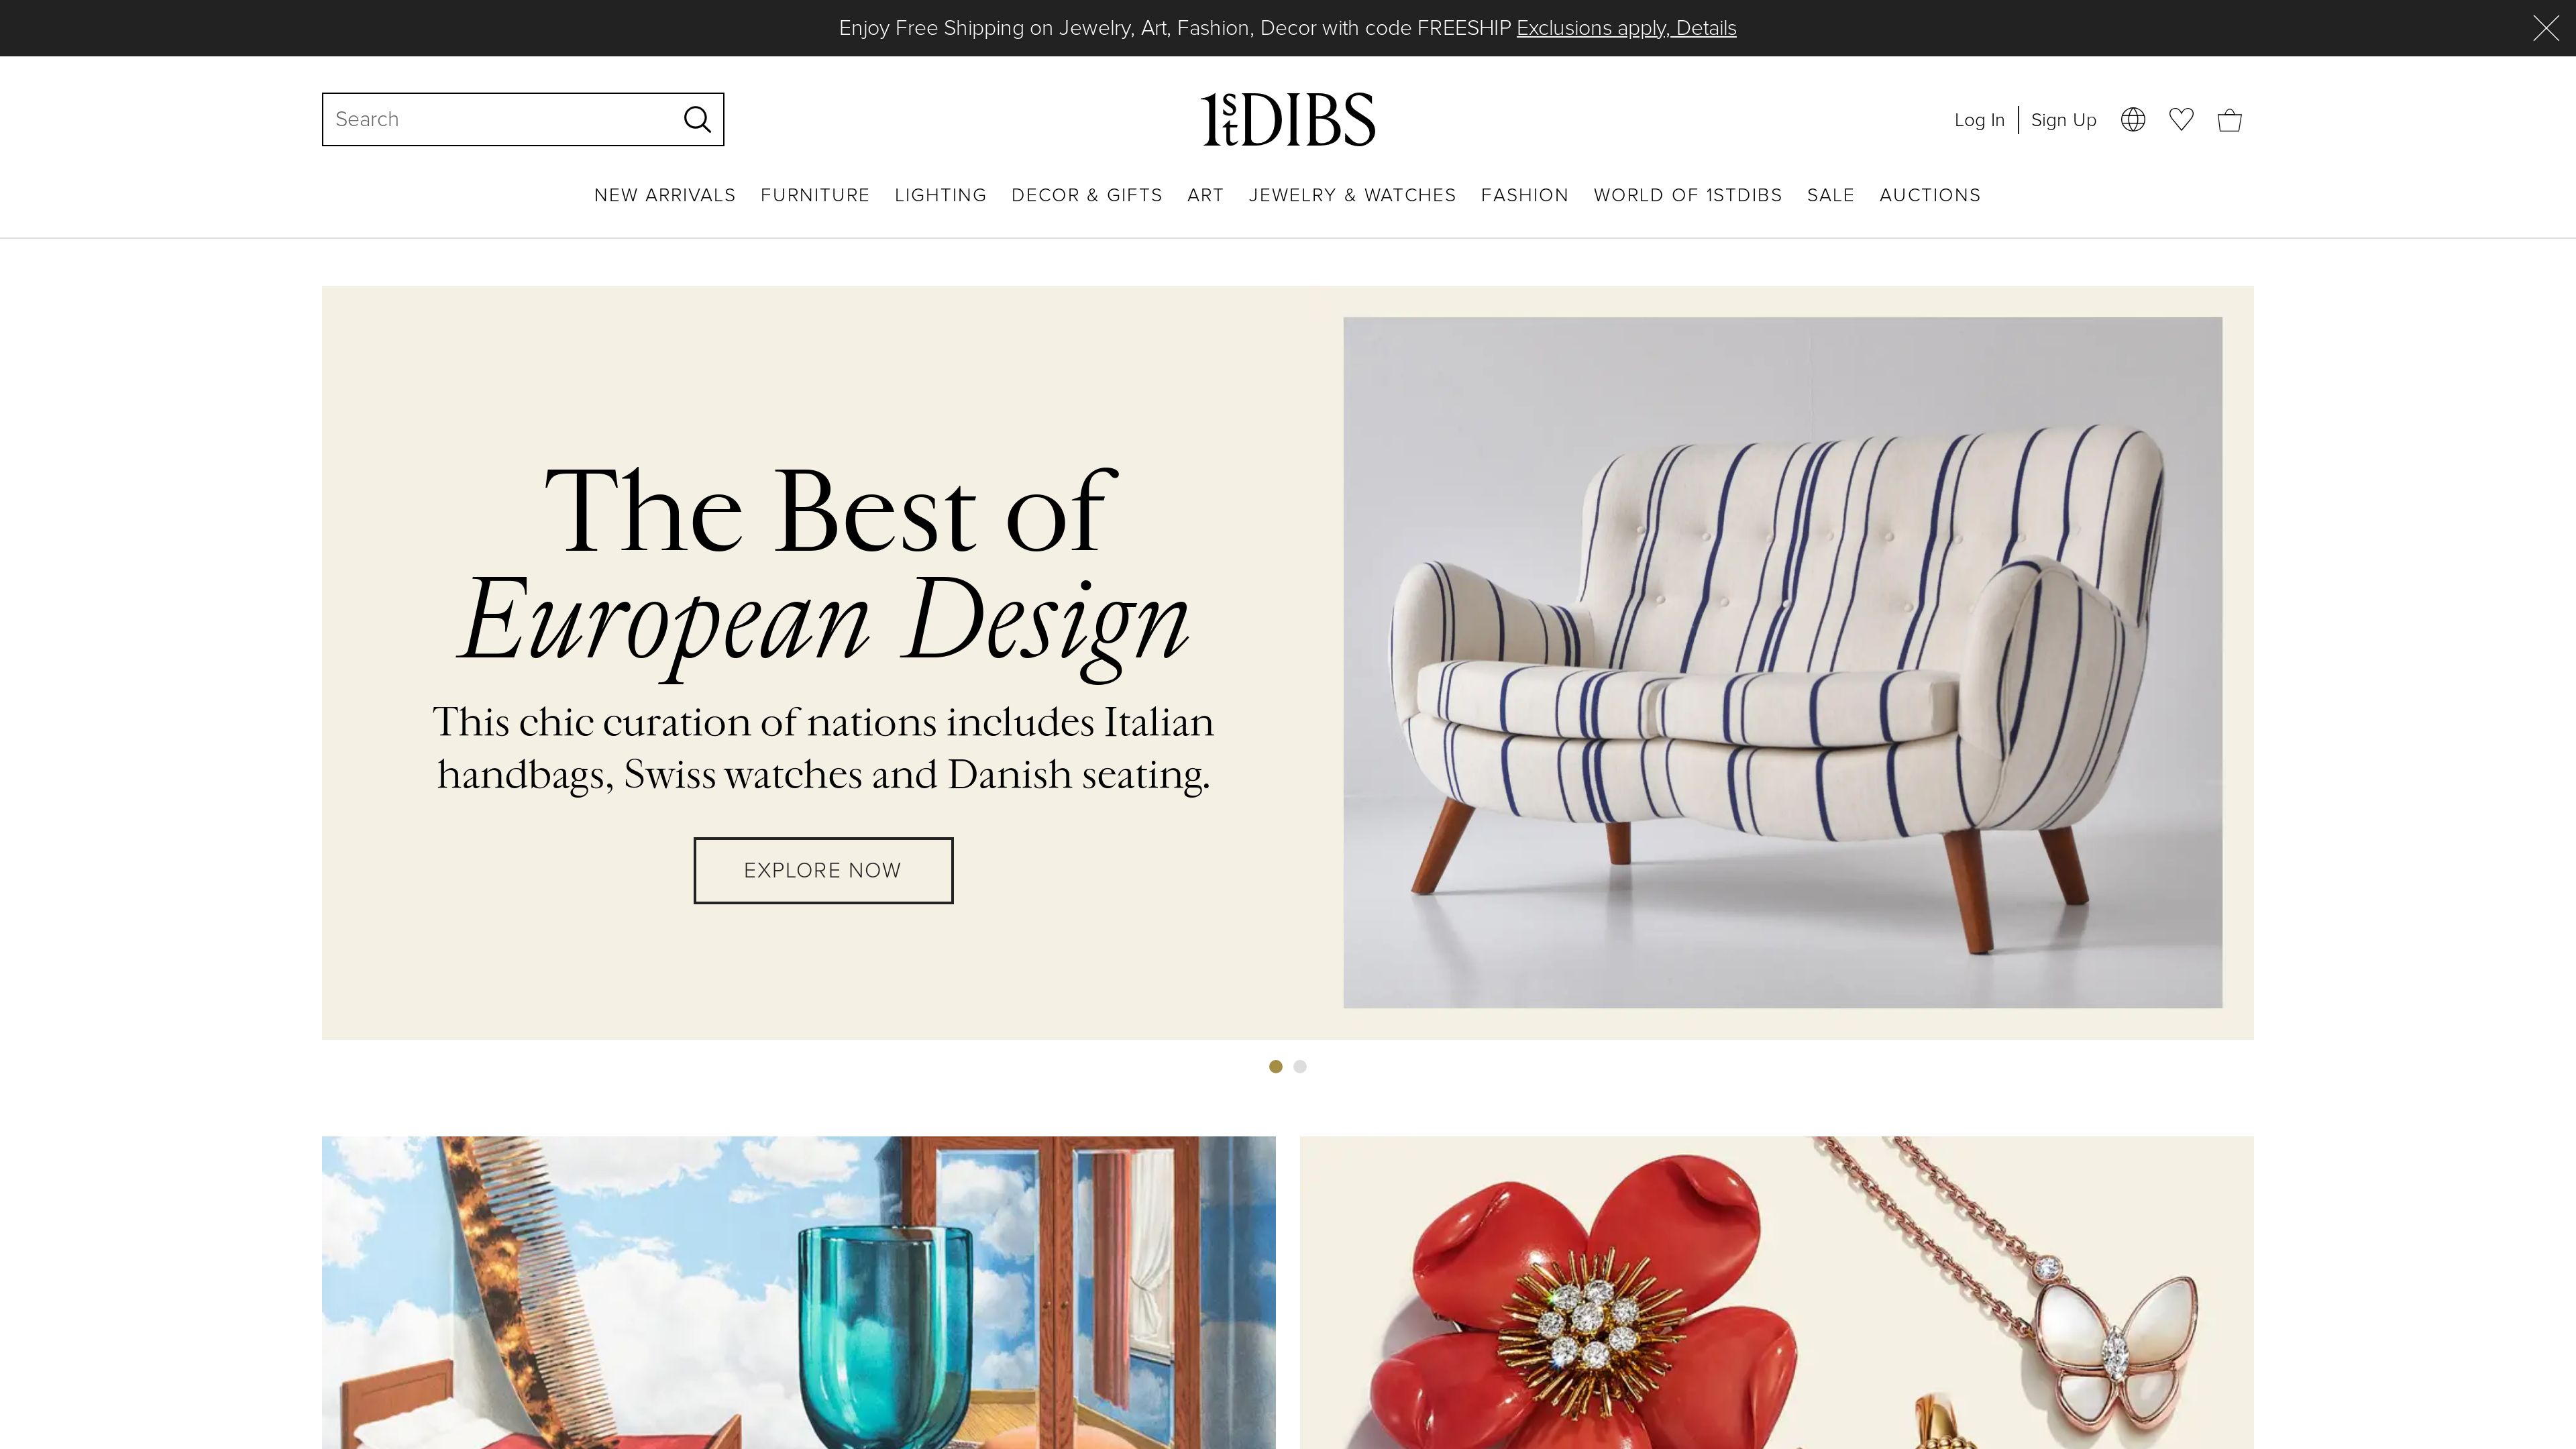 Enjoy Free Shipping on Jewelry, Art, Fashion, Decor with code FREESHIP Exclusions apply, Details
Search
1stDIBS
Log In
Sign Up
NEW ARRIVALS
FURNITURE
LIGHTING
DECOR & GIFTS
ART
JEWELRY & WATCHES
FASHION
WORLD OF 1STDIBS
SALE
AUCTIONS
The Best of
European Design
This chic curation of nations includes Italian
handbags, Swiss watches and Danish seating.
EXPLORE NOW